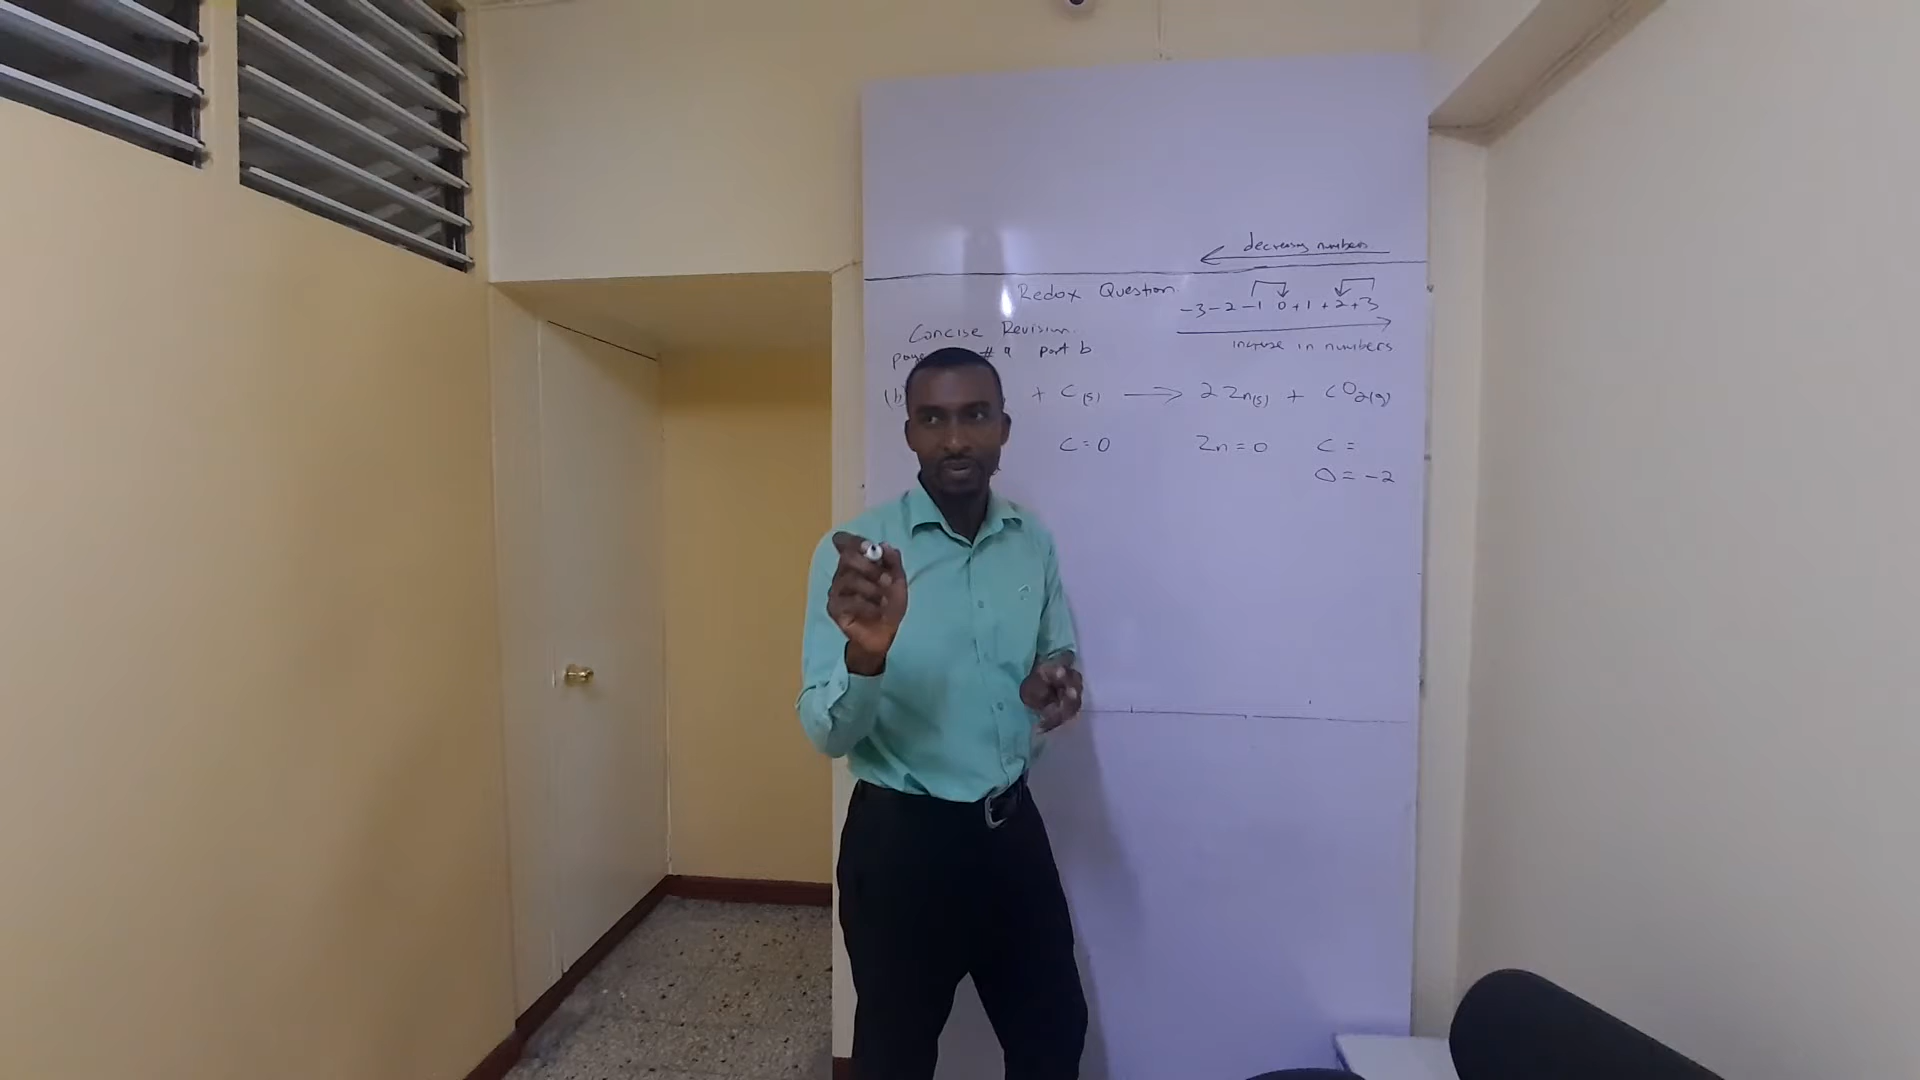 decreasing numbers
Redox Question
-3 -2 -1 0 +1 +2 +3
Concise Revision
increase in numbers
# 9 part b
(b) + C(s) → 2 Zn(s) + CO2(g)
C = 0 Zn = 0 C =
O = -2